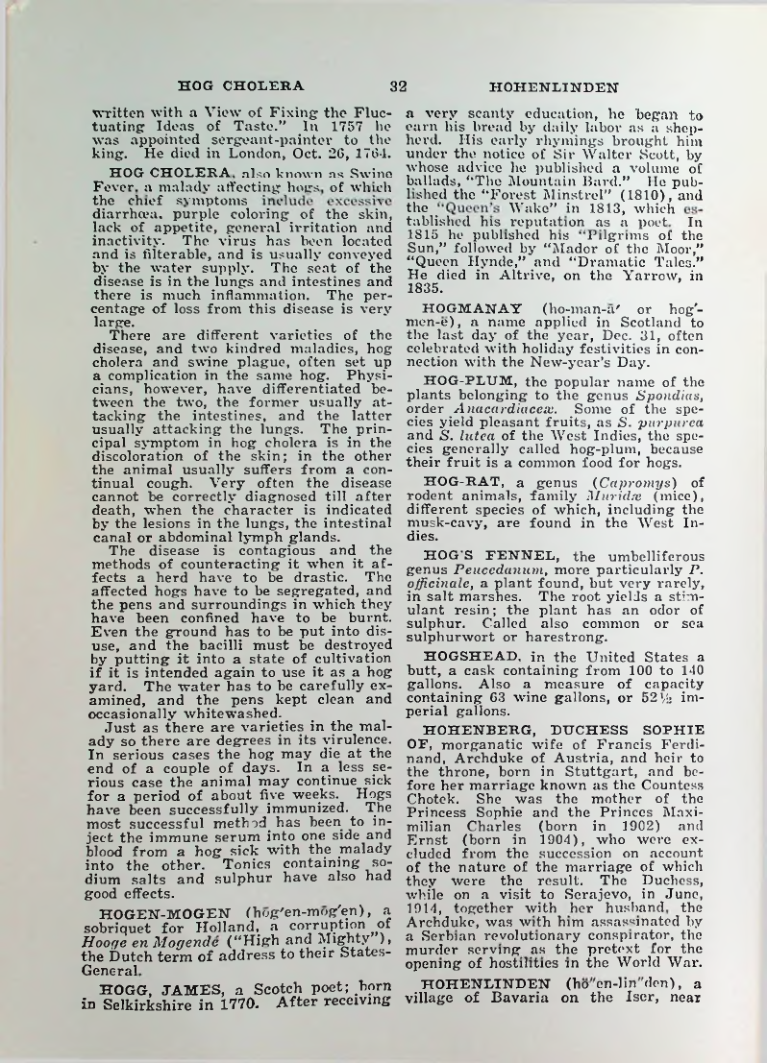 HOG CHOLERA 32 HOHENLINDEN
written with a View of Fixing the Fluc-
tuating Ideas of Taste." In 1757 he
was appointed sergeant-painter to the
king. He died in London, Oct. 26, 1764.
HOG CHOLERA, also known as Swine
Fever, a malady affecting hogs, of which
the chief symptoms include excessive
diarrhœa, purple coloring of the skin,
lack of appetite, general irritation and
inactivity. The virus has been located
and is filterable, and is usually conveyed
by the water supply. The seat of the
disease is in the lungs and intestines and
there is much inflammation. The per-
centage of loss from this disease is very
large.
There are different varieties of the
disease, and two kindred maladies, hog
cholera and swine plague, often set up
a complication in the same hog. Physi-
cians, however, have differentiated be-
tween the two, the former usually at-
tacking the intestines, and the latter
usually attacking the lungs. The prin-
cipal symptom in hog cholera is in the
discoloration of the skin; in the other
the animal usually suffers from a con-
tinual cough. Very often the disease
cannot be correctly diagnosed till after
death, when the character is indicated
by the lesions in the lungs, the intestinal
canal or abdominal lymph glands.
The disease is contagious and the
methods of counteracting it when it af-
fects a herd have to be drastic. The
affected hogs have to be segregated, and
the pens and surroundings in which they
have been confined have to be burnt.
Even the ground has to be put into dis-
use, and the bacilli must be destroyed
by putting it into a state of cultivation
if it is intended again to use it as a hog
yard. The water has to be carefully ex-
amined, and the pens kept clean and
occasionally whitewashed.
Just as there are varieties in the mal-
ady so there are degrees in its virulence.
In serious cases the hog may die at the
end of a couple of days. In a less se-
rious case the animal may continue sick
for a period of about five weeks. Hogs
have been successfully immunized. The
most successful method has been to in-
ject the immune serum into one side and
blood from a hog sick with the malady
into the other. Tonics containing so-
dium salts and sulphur have also had
good effects.
HOGEN-MOGEN (hōg′en-mōg′en), a
sobriquet for Holland, a corruption of
Hooge en Mogendé ("High and Mighty"),
the Dutch term of address to their States-
General.
HOGG, JAMES, a Scotch poet; born
in Selkirkshire in 1770. After receiving
a very scanty education, he began to
earn his bread by daily labor as a shep-
herd. His early rhymings brought him
under the notice of Sir Walter Scott, by
whose advice he published a volume of
ballads, "The Mountain Bard." He pub-
lished the "Forest Minstrel" (1810), and
the "Queen's Wake" in 1813, which es-
tablished his reputation as a poet. In
1815 he published his "Pilgrims of the
Sun," followed by "Mador of the Moor,"
"Queen Hynde," and "Dramatic Tales."
He died in Altrive, on the Yarrow, in
1835.
HOGMANAY (ho-man-ā′ or hog′-
men-ē), a name applied in Scotland to
the last day of the year, Dec. 31, often
celebrated with holiday festivities in con-
nection with the New-year's Day.
HOG-PLUM, the popular name of the
plants belonging to the genus Spondias,
order Anacardiaceæ. Some of the spe-
cies yield pleasant fruits, as S. purpurea
and S. lutea of the West Indies, the spe-
cies generally called hog-plum, because
their fruit is a common food for hogs.
HOG-RAT, a genus (Capromys) of
rodent animals, family Muridæ (mice),
different species of which, including the
musk-cavy, are found in the West In-
dies.
HOG'S FENNEL, the umbelliferous
genus Peucedanum, more particularly P.
officinale, a plant found, but very rarely,
in salt marshes. The root yields a stim-
ulant resin; the plant has an odor of
sulphur. Called also common or sea
sulphurwort or harestrong.
HOGSHEAD, in the United States a
butt, a cask containing from 100 to 140
gallons. Also a measure of capacity
containing 63 wine gallons, or 52½ im-
perial gallons.
HOHENBERG, DUCHESS SOPHIE
OF, morganatic wife of Francis Ferdi-
nand, Archduke of Austria, and heir to
the throne, born in Stuttgart, and be-
fore her marriage known as the Countess
Chotek. She was the mother of the
Princess Sophie and the Princes Maxi-
milian Charles (born in 1902) and
Ernst (born in 1904), who were ex-
cluded from the succession on account
of the nature of the marriage of which
they were the result. The Duchess,
while on a visit to Serajevo, in June,
1914, together with her husband, the
Archduke, was with him assassinated by
a Serbian revolutionary conspirator, the
murder serving as the pretext for the
opening of hostilities in the World War.
HOHENLINDEN (hō″en-lin″den), a
village of Bavaria on the Iser, near